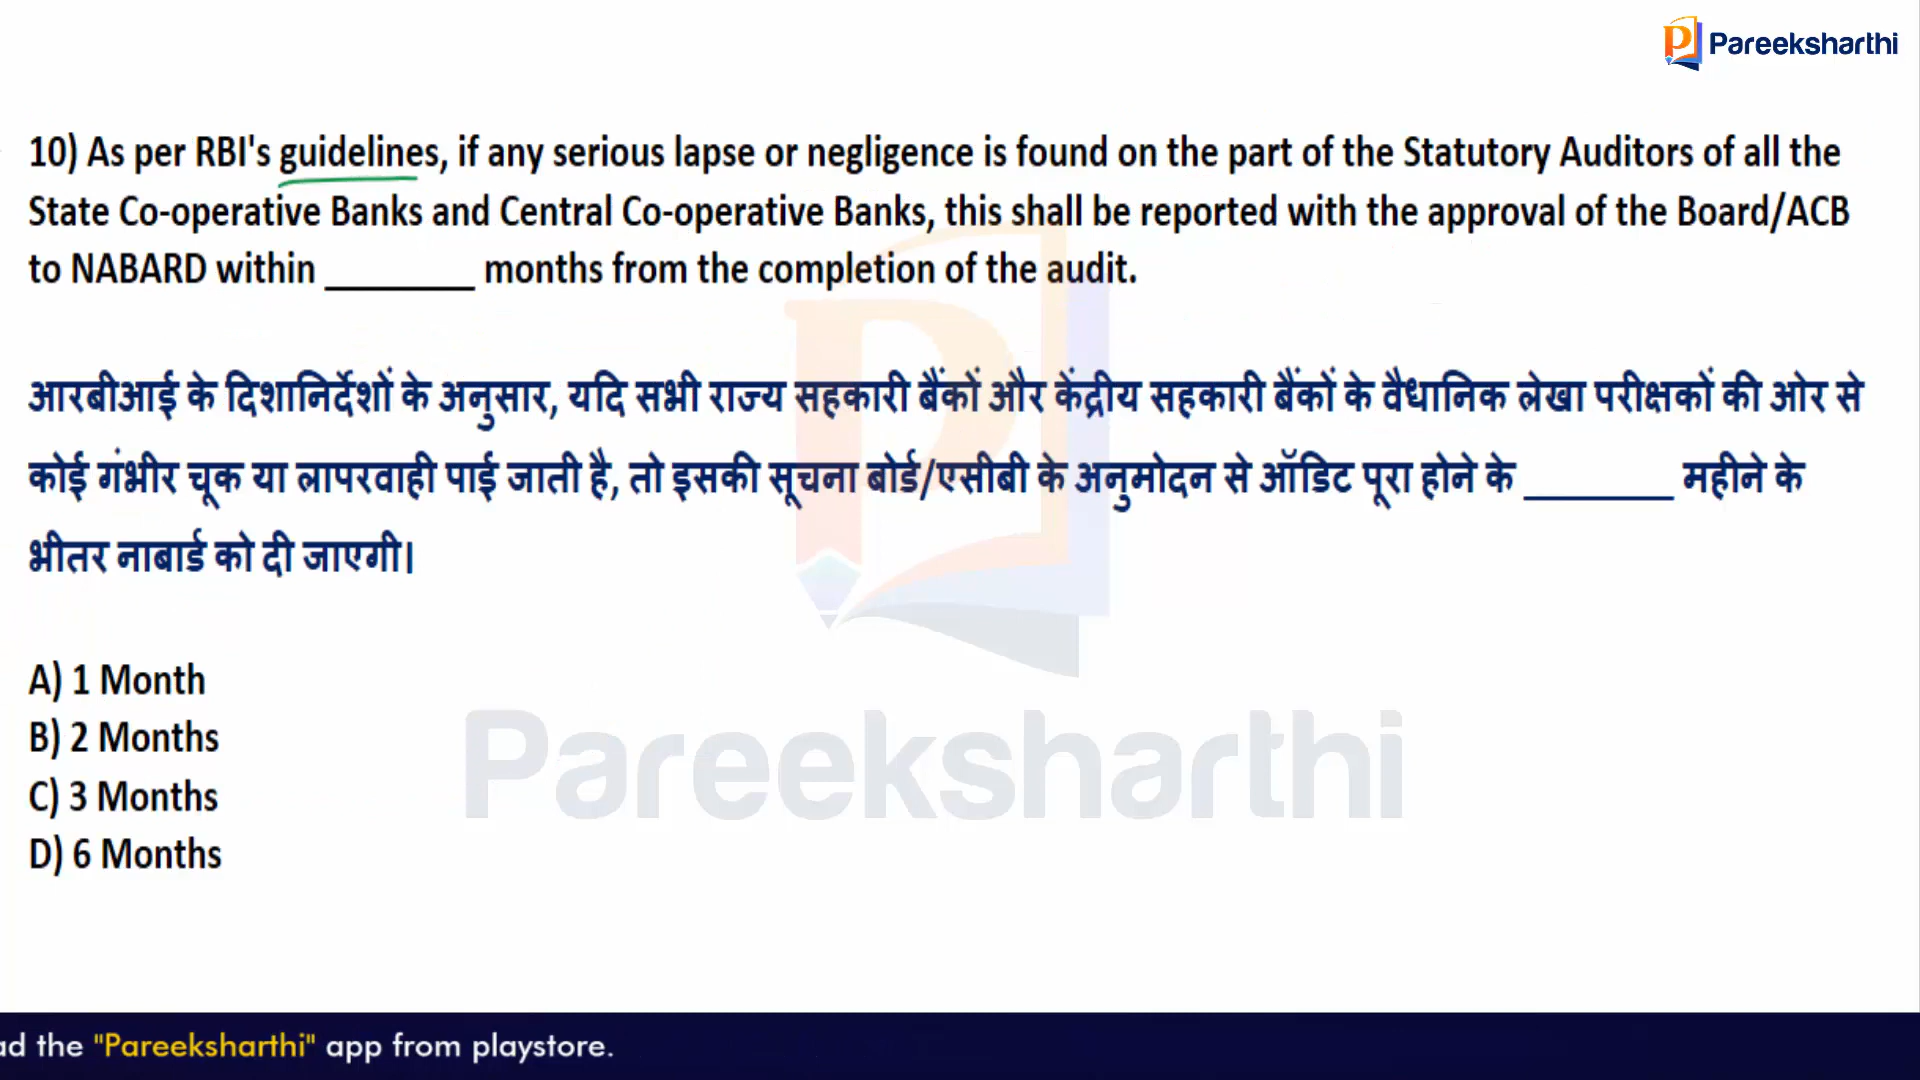 Pareeksharthi
10) As per RBI's guidelines, if any serious lapse or negligence is found on the part of the Statutory Auditors of all the
State Co-operative Banks and Central Co-operative Banks, this shall be reported with the approval of the Board/ACB
to NABARD within ________ months from the completion of the audit.
आरबीआई के दिशानिर्देशों के अनुसार, यदि सभी राज्य सहकारी बैंकों और केंद्रीय सहकारी बैंकों के वैधानिक लेखा परीक्षकों की ओर से
कोई गंभीर चूक या लापरवाही पाई जाती है, तो इसकी सूचना बोर्ड/एसीबी के अनुमोदन से ऑडिट पूरा होने के ________ महीने के
भीतर नाबार्ड को दी जाएगी।
A) 1 Month
B) 2 Months
C) 3 Months
D) 6 Months
Pareeksharthi
ad the "Pareeksharthi" app from playstore.